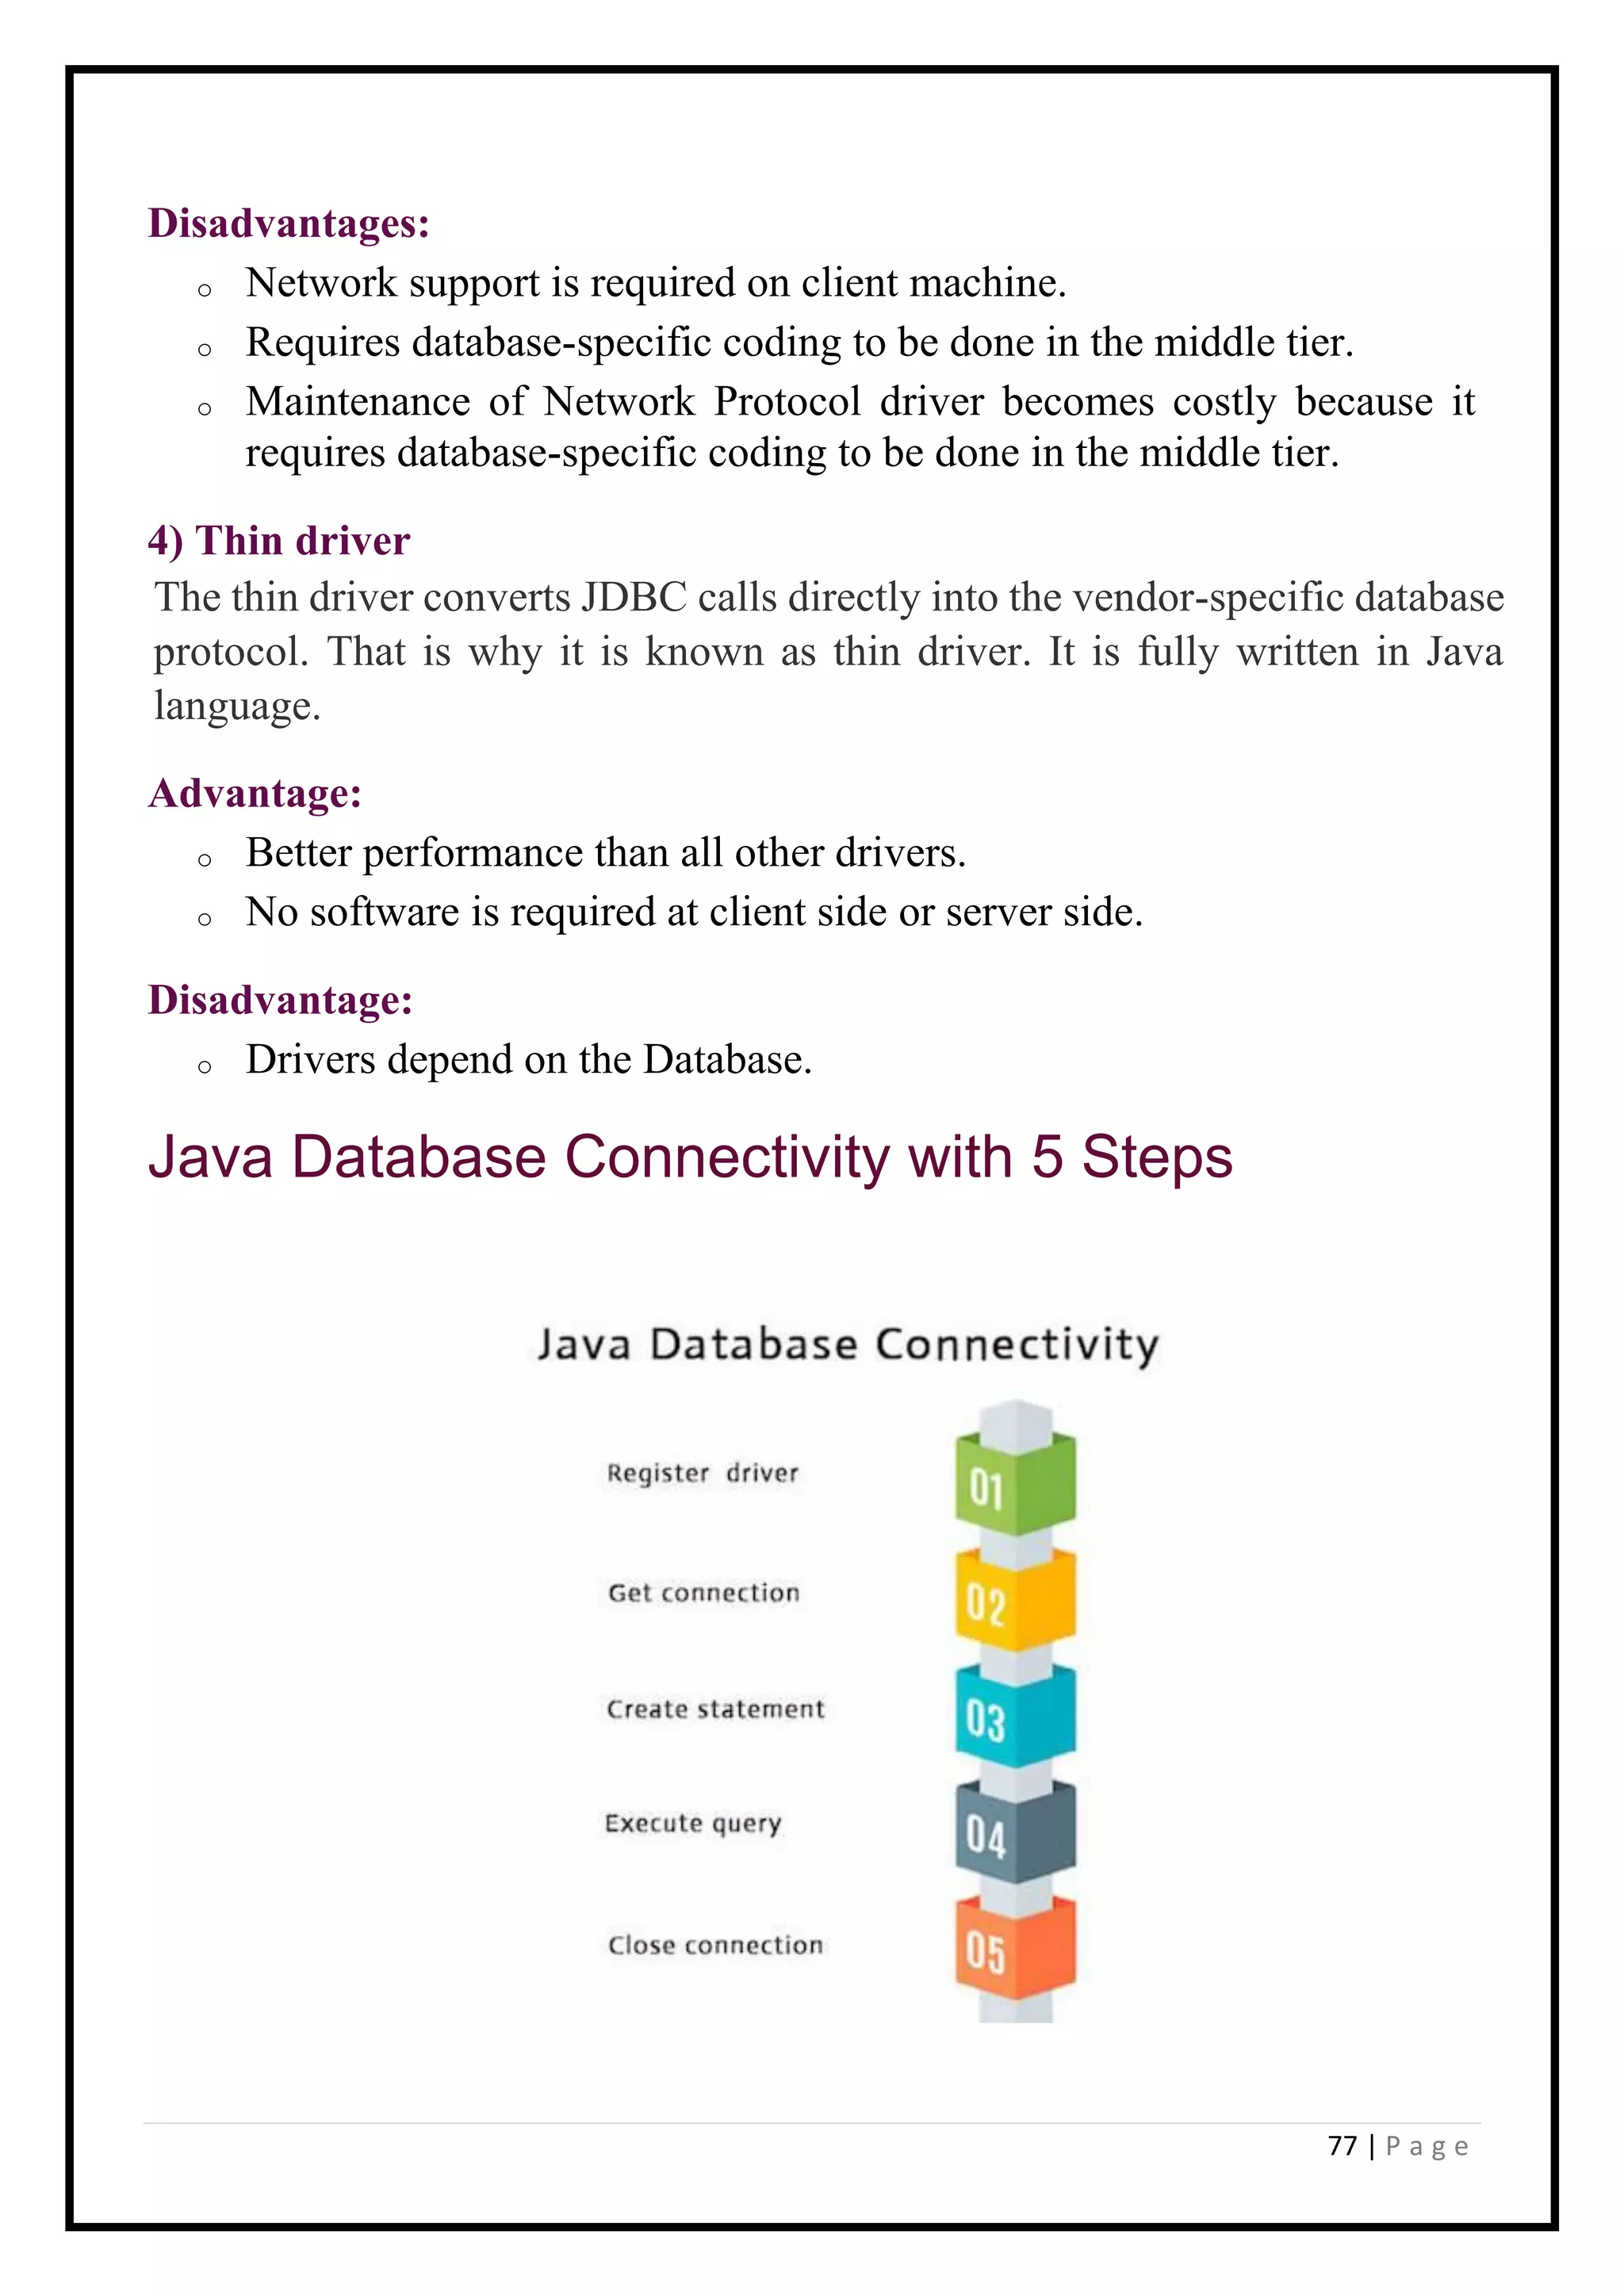 Disadvantages:
o Network support is required on client machine.
o Requires database-specific coding to be done in the middle tier.
o Maintenance of Network Protocol driver becomes costly because it
requires database-specific coding to be done in the middle tier.
4) Thin driver
The thin driver converts JDBC calls directly into the vendor-specific database
protocol. That is why it is known as thin driver. It is fully written in Java
language.
Advantage:
o Better performance than all other drivers.
o No software is required at client side or server side.
Disadvantage:
o Drivers depend on the Database.
Java Database Connectivity with 5 Steps
Java Database Connectivity
Register driver 01
Get connection 02
Create statement 03
Execute query 04
Close connection 05
77 | Page